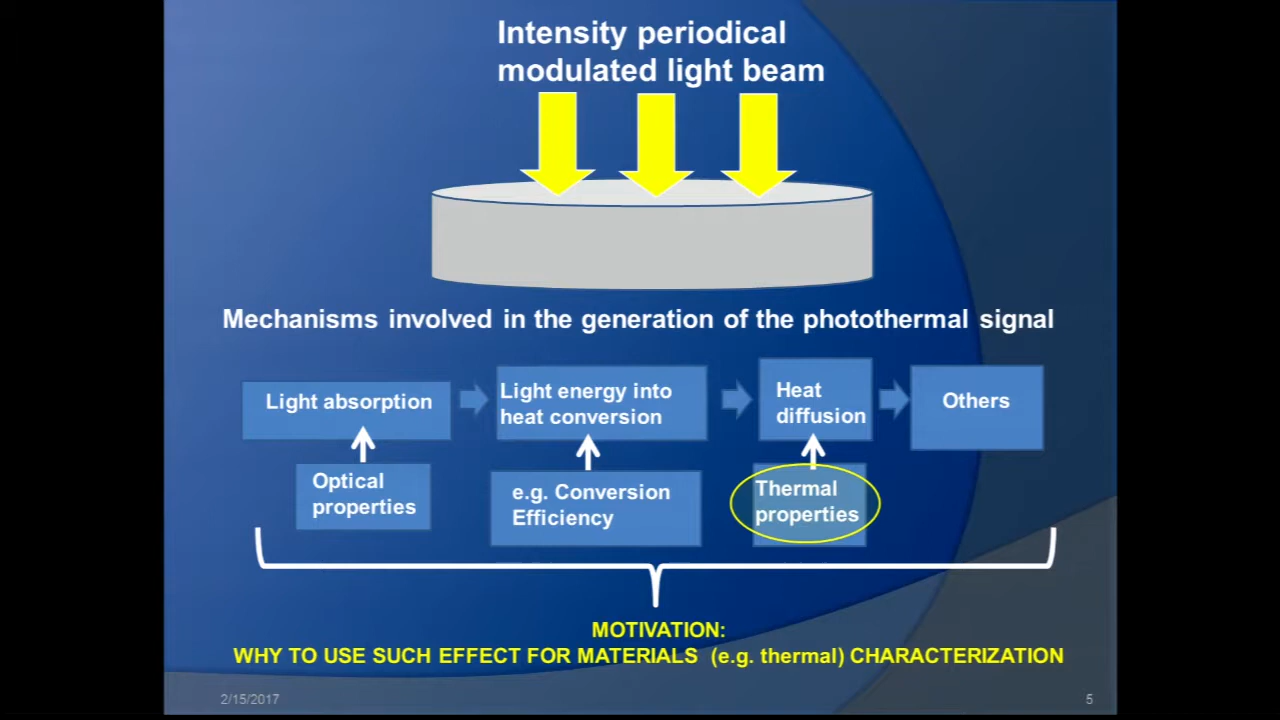 Intensity periodical
modulated light beam
Mechanisms involved in the generation of the photothermal signal
Light absorption
Light energy into
heat conversion
Heat
diffusion
Others
Optical
properties
e.g. Conversion
Efficiency
Thermal
properties
MOTIVATION:
WHY TO USE SUCH EFFECT FOR MATERIALS (e.g. thermal) CHARACTERIZATION
2/15/2017
5